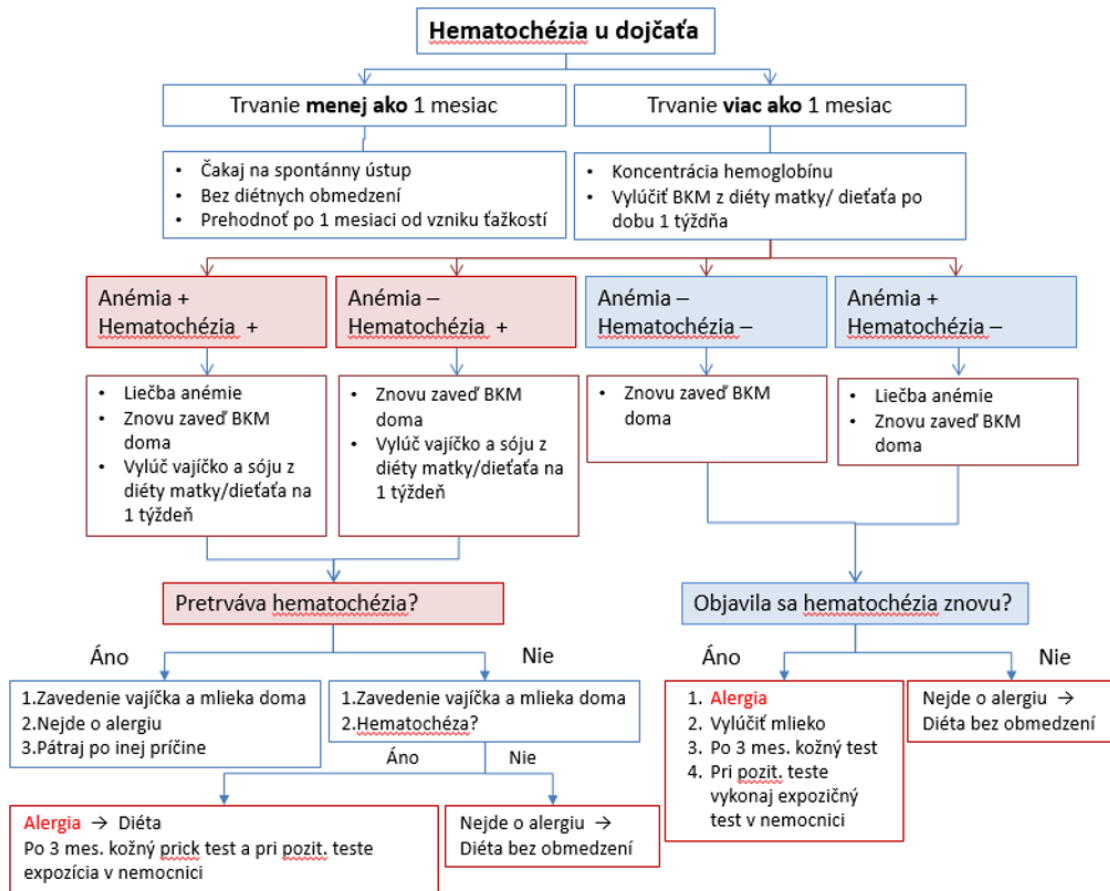 Hematochézia u dojčaťa
Trvanie menej ako 1 mesiac
Trvanie viac ako 1 mesiac
• Čakaj na spontánny ústup
• Bez diétnych obmedzení
• Prehodnoť po 1 mesiaci od vzniku ťažkostí
• Koncentrácia hemoglobínu
• Vylúčiť BKM z diéty matky/ dieťaťa po
dobu 1 týždňa
Anémia +
Hematochézia +
Anémia –
Hematochézia +
Anémia –
Hematochézia –
Anémia +
Hematochézia –
• Liečba anémie
• Znovu zaveď BKM
doma
• Vylúč vajíčko a sóju z
diéty matky/dieťaťa na
1 týždeň
• Znovu zaveď BKM
doma
• Vylúč vajíčko a sóju z
diéty matky/dieťaťa na
1 týždeň
• Znovu zaveď BKM
doma
• Liečba anémie
• Znovu zaveď BKM
doma
Pretrváva hematochézia?
Objavila sa hematochézia znovu?
Áno
Nie
Áno
Nie
1.Zavedenie vajíčka a mlieka doma
2.Nejde o alergiu
3.Pátraj po inej príčine
1.Zavedenie vajíčka a mlieka doma
2.Hematochéza?
1. Alergia
2. Vylúčiť mlieko
3. Po 3 mes. kožný test
4. Pri pozit. teste
vykonaj expozičný
test v nemocnici
Nejde o alergiu →
Diéta bez obmedzení
Áno
Nie
Alergia → Diéta
Po 3 mes. kožný prick test a pri pozit. teste
expozícia v nemocnici
Nejde o alergiu →
Diéta bez obmedzení